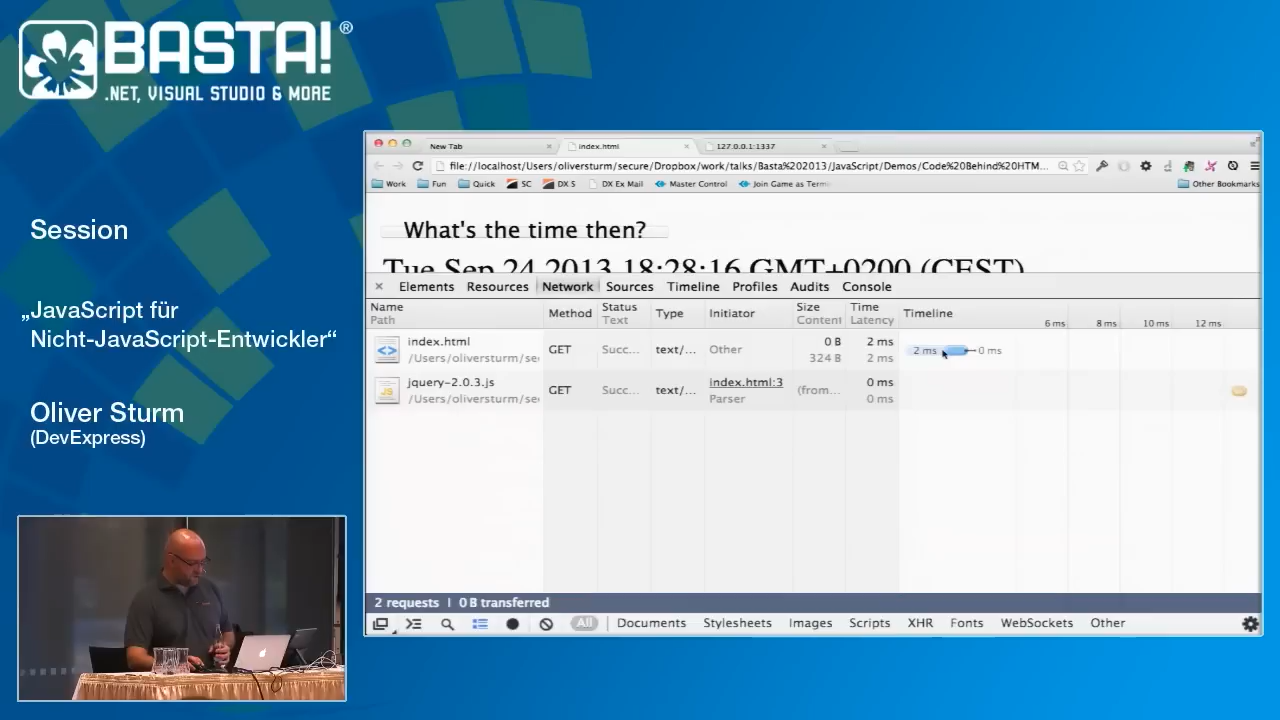 BASTA!®
.NET, VISUAL STUDIO & MORE
Session
„JavaScript für
Nicht-JavaScript-Entwickler“
Oliver Sturm
(DevExpress)
New Tab
index.html
127.0.0.1:1337
file://localhost/Users/oliversturm/secure/Dropbox/work/talks/Basta%202013/JavaScript/Demos/Code%20Behind%20HTM...
Work Fun Quick SC DX 5 DX Ex Mail Master Control Join Game as Term Other Bookmarks
What's the time then?
Tue Sep 24 2013 18:28:16 GMT+0200 (CEST)
× Elements Resources Network Sources Timeline Profiles Audits Console
Name Path Method Status Text Type Initiator Size Content Time Latency Timeline 6 ms 8 ms 10 ms 12 ms
index.html GET Succ... text/... Other 0 B 2 ms 2 ms 0 ms
/Users/oliversturm/se 324 B 2 ms
jquery-2.0.3.js GET Succ... text/... index.html:3 (from... 0 ms
/Users/oliversturm/se Parser 0 ms
2 requests | 0 B transferred
All Documents Stylesheets Images Scripts XHR Fonts WebSockets Other